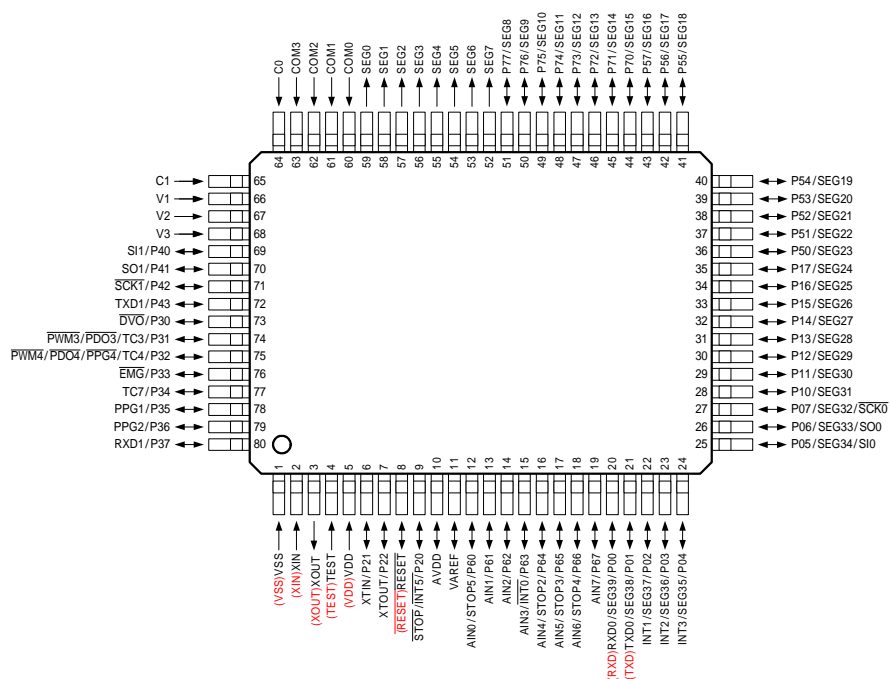 C0
COM3
COM2
COM1
COM0
SEG0
SEG1
SEG2
SEG3
SEG4
SEG5
SEG6
SEG7
P77/SEG8
P76/SEG9
P75/SEG10
P74/SEG11
P73/SEG12
P72/SEG13
P71/SEG14
P70/SEG15
P57/SEG16
P56/SEG17
P55/SEG18
64
63
62
61
60
59
58
57
56
55
54
53
52
51
50
49
48
47
46
45
44
43
42
41
C1 65
V1 66
V2 67
V3 68
SI1/P40 69
SO1/P41 70
SCK1/P42 71
TXD1/P43 72
DVO/P30 73
PWM3/PDO3/TC3/P31 74
PWM4/PDO4/PPG4/TC4/P32 75
EMG/P33 76
TC7/P34 77
PPG1/P35 78
PPG2/P36 79
RXD1/P37 80
40 P54/SEG19
39 P53/SEG20
38 P52/SEG21
37 P51/SEG22
36 P50/SEG23
35 P17/SEG24
34 P16/SEG25
33 P15/SEG26
32 P14/SEG27
31 P13/SEG28
30 P12/SEG29
29 P11/SEG30
28 P10/SEG31
27 P07/SEG32/SCK0
26 P06/SEG33/SO0
25 P05/SEG34/SI0
1
2
3
4
5
6
7
8
9
10
11
12
13
14
15
16
17
18
19
20
21
22
23
24
(VSS)VSS
(XIN)XIN
(XOUT)XOUT
(TEST)TEST
(VDD)VDD
XTIN/P21
XTOUT/P22
(RESET)RESET
STOP/INT5/P20
AVDD
VAREF
AIN0/STOP5/P60
AIN1/P61
AIN2/P62
AIN3/INT0/P63
AIN4/STOP2/P64
AIN5/STOP3/P65
AIN6/STOP4/P66
AIN7/P67
(RXD)RXD0/SEG39/P00
(TXD)TXD0/SEG38/P01
INT1/SEG37/P02
INT2/SEG36/P03
INT3/SEG35/P04